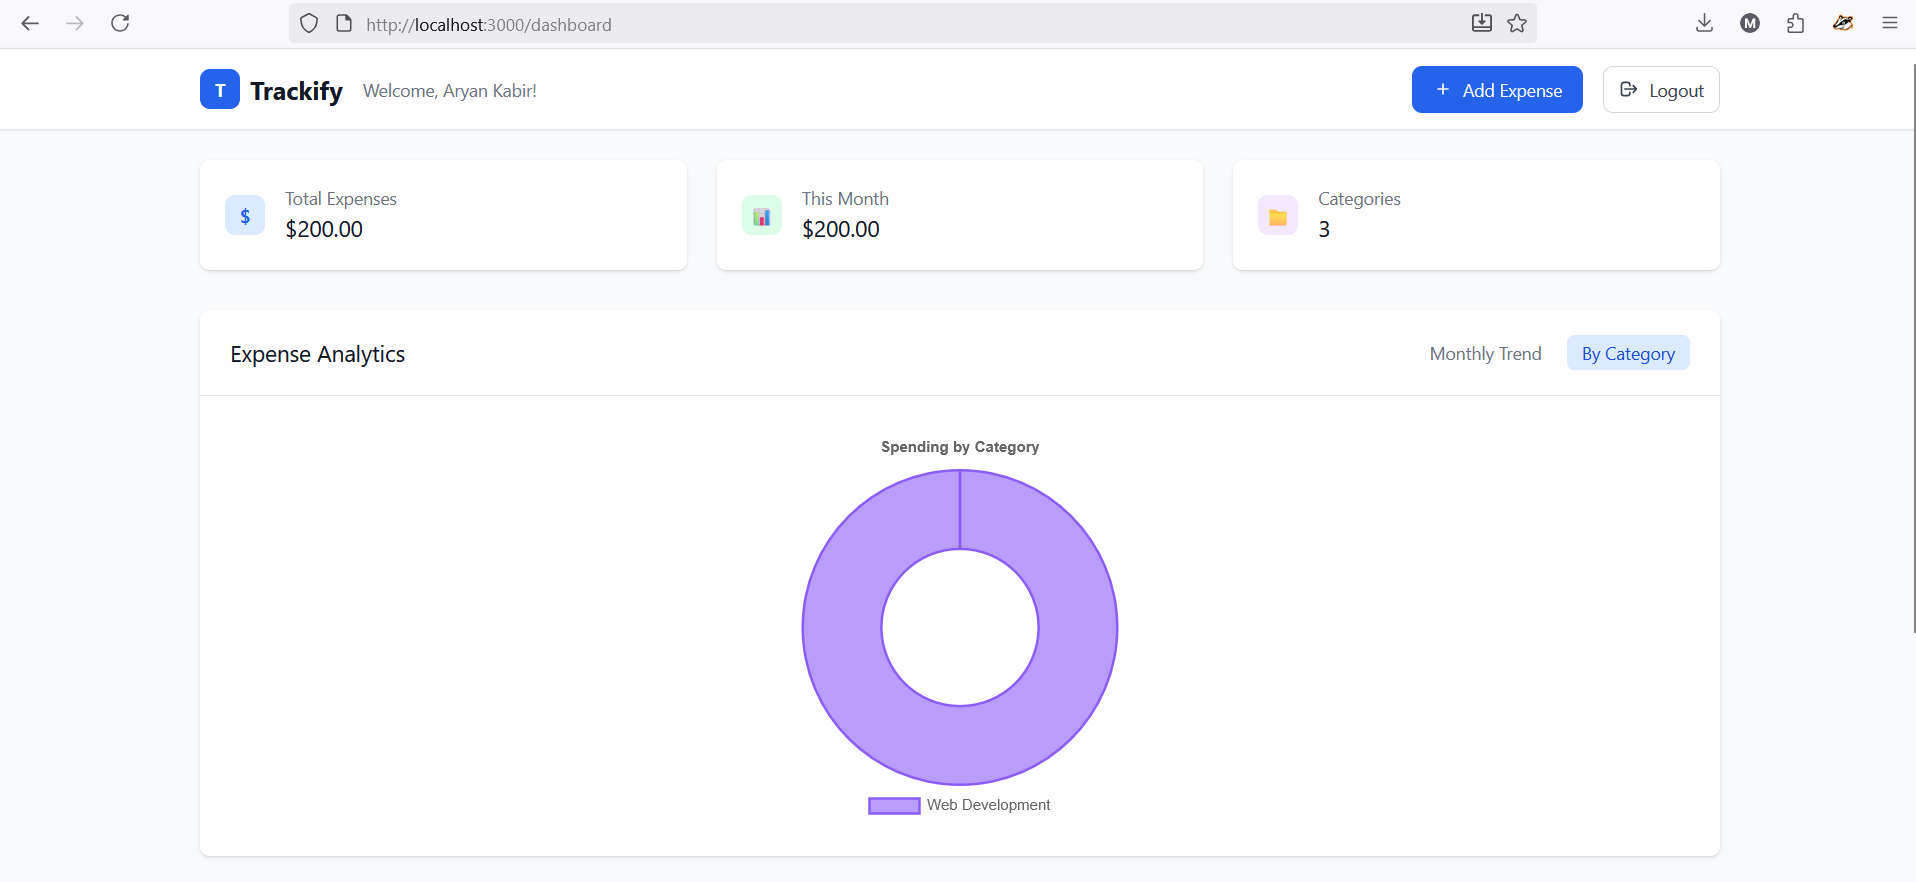 http://localhost:3000/dashboard
M
T Trackify Welcome, Aryan Kabir!
+ Add Expense
Logout
$ Total Expenses
$200.00
This Month
$200.00
Categories
3
Expense Analytics
Monthly Trend
By Category
Spending by Category
Web Development